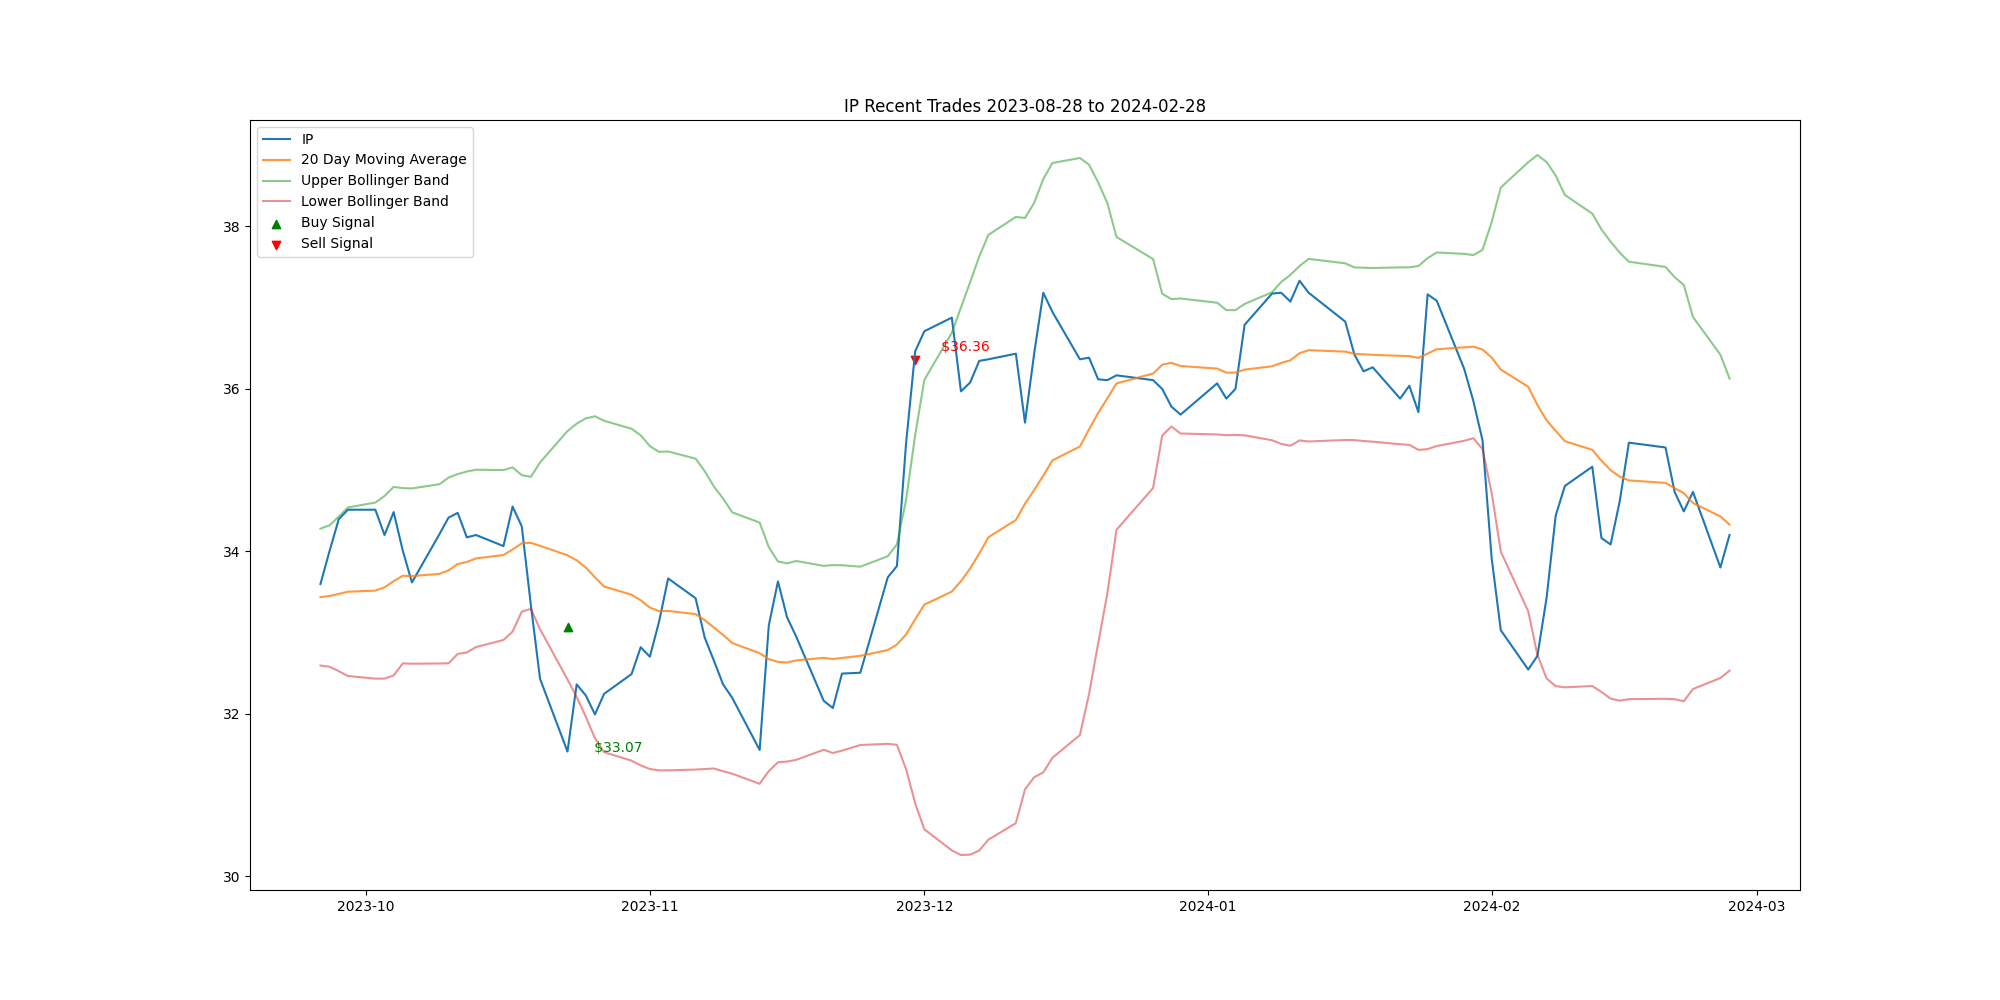 IP Recent Trades 2023-08-28 to 2024-02-28
IP
20 Day Moving Average
Upper Bollinger Band
Lower Bollinger Band
Buy Signal
Sell Signal
38
36
34
32
30
$36.36
$33.07
2023-10
2023-11
2023-12
2024-01
2024-02
2024-03